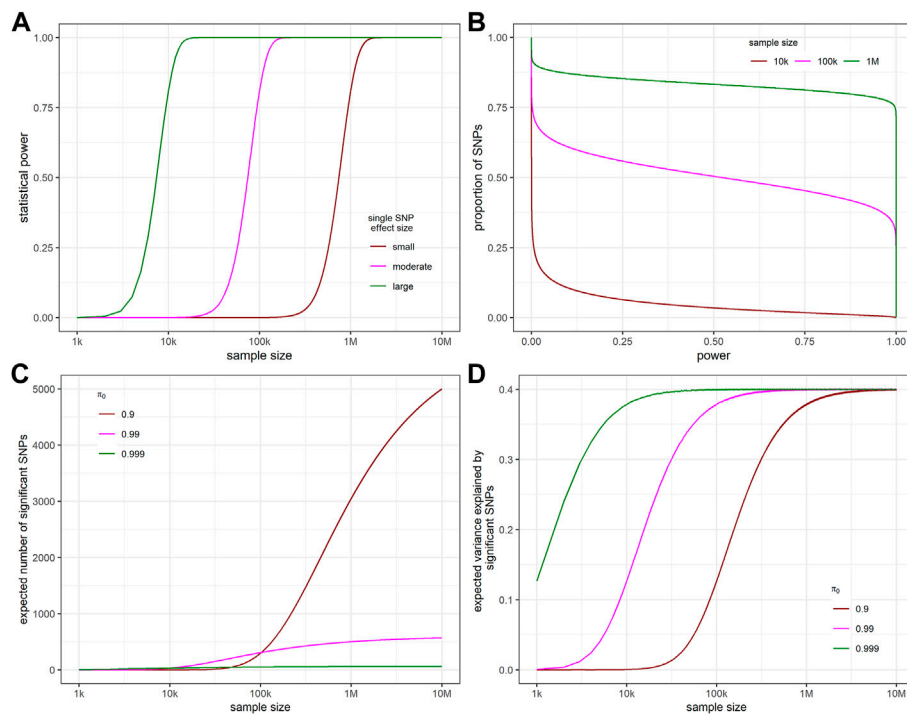 A
1.00
0.75
0.50
0.25
0.00
statistical power
single SNP
effect size
small
moderate
large
1k
10k
100k
1M
10M
sample size
B
1.00
0.75
0.50
0.25
0.00
proportion of SNPs
sample size
10k
100k
1M
0.00
0.25
0.50
0.75
1.00
power
C
5000
4000
3000
2000
1000
0
expected number of significant SNPs
π₀
0.9
0.99
0.999
1k
10k
100k
1M
10M
sample size
D
0.4
0.3
0.2
0.1
0.0
expected variance explained by
significant SNPs
π₀
0.9
0.99
0.999
1k
10k
100k
1M
10M
sample size